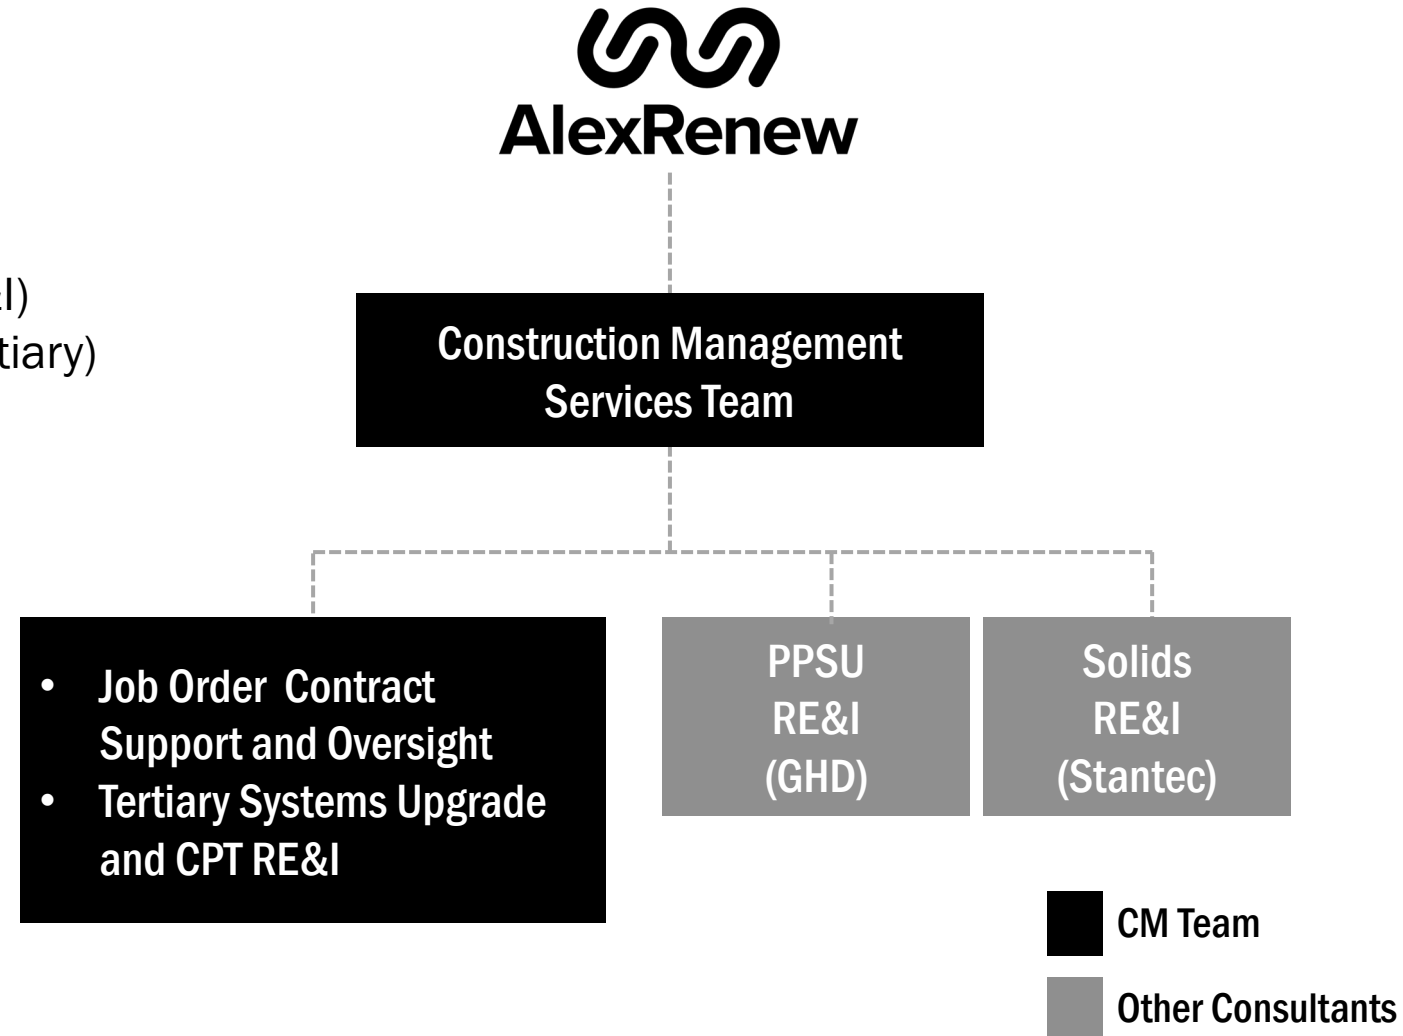 AlexRenew
I)
tiary)
Construction Management
Services Team
• Job Order Contract
Support and Oversight
• Tertiary Systems Upgrade
and CPT RE&I
PPSU
RE&I
(GHD)
Solids
RE&I
(Stantec)
CM Team
Other Consultants